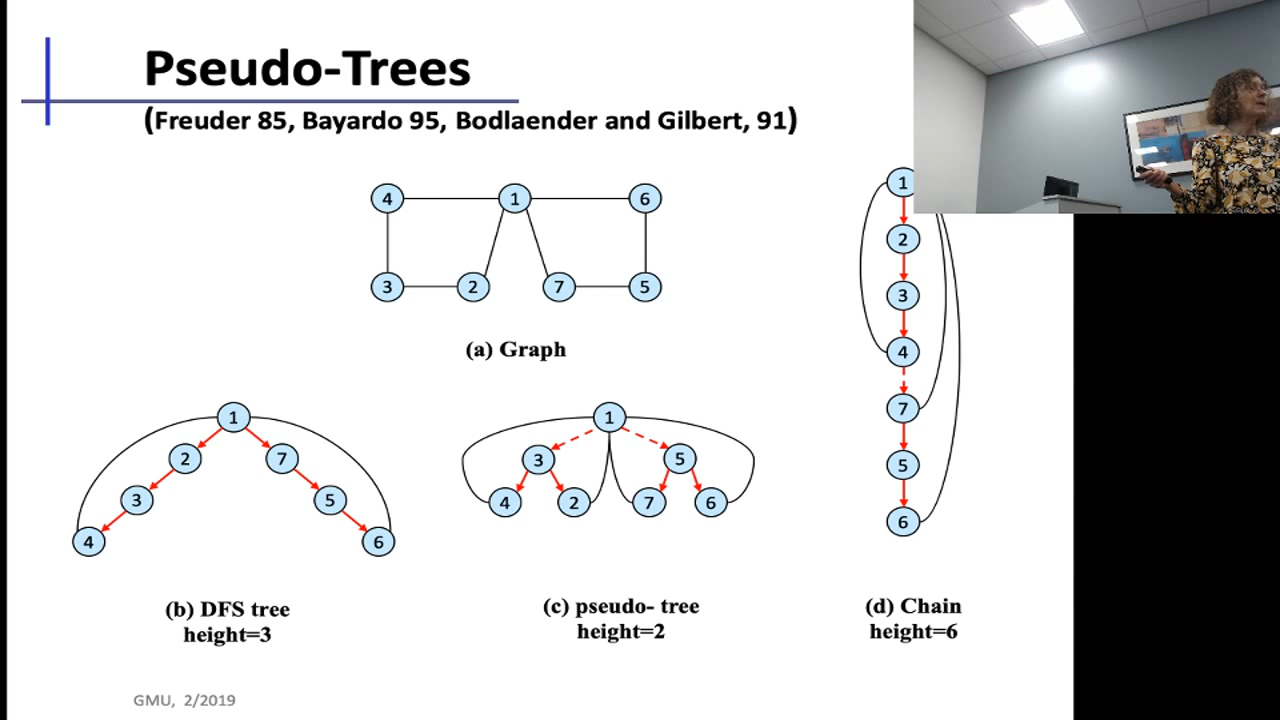 Pseudo-Trees
(Freuder 85, Bayardo 95, Bodlaender and Gilbert, 91)
4 1 6
3 2 7 5
(a) Graph
1
2 7
3 5
4 6
(b) DFS tree
height=3
1
3 5
4 2 7 6
(c) pseudo- tree
height=2
1
2
3
4
7
5
6
(d) Chain
height=6
GMU, 2/2019